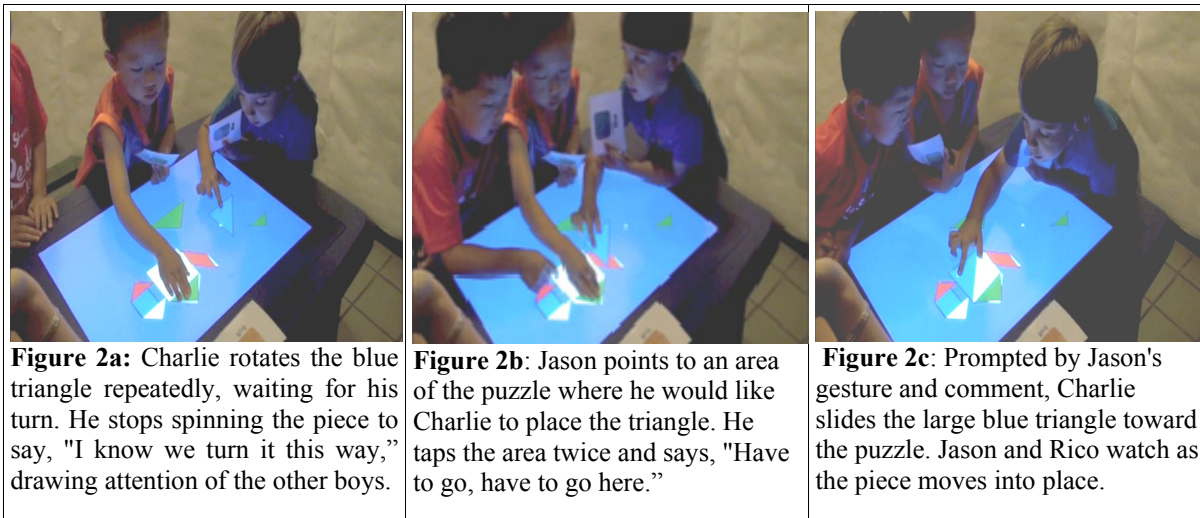 Figure 2a: Charlie rotates the blue
triangle repeatedly, waiting for his
turn. He stops spinning the piece to
say, "I know we turn it this way,”
drawing attention of the other boys.
Figure 2b: Jason points to an area
of the puzzle where he would like
Charlie to place the triangle. He
taps the area twice and says, "Have
to go, have to go here.”
Figure 2c: Prompted by Jason's
gesture and comment, Charlie
slides the large blue triangle toward
the puzzle. Jason and Rico watch as
the piece moves into place.